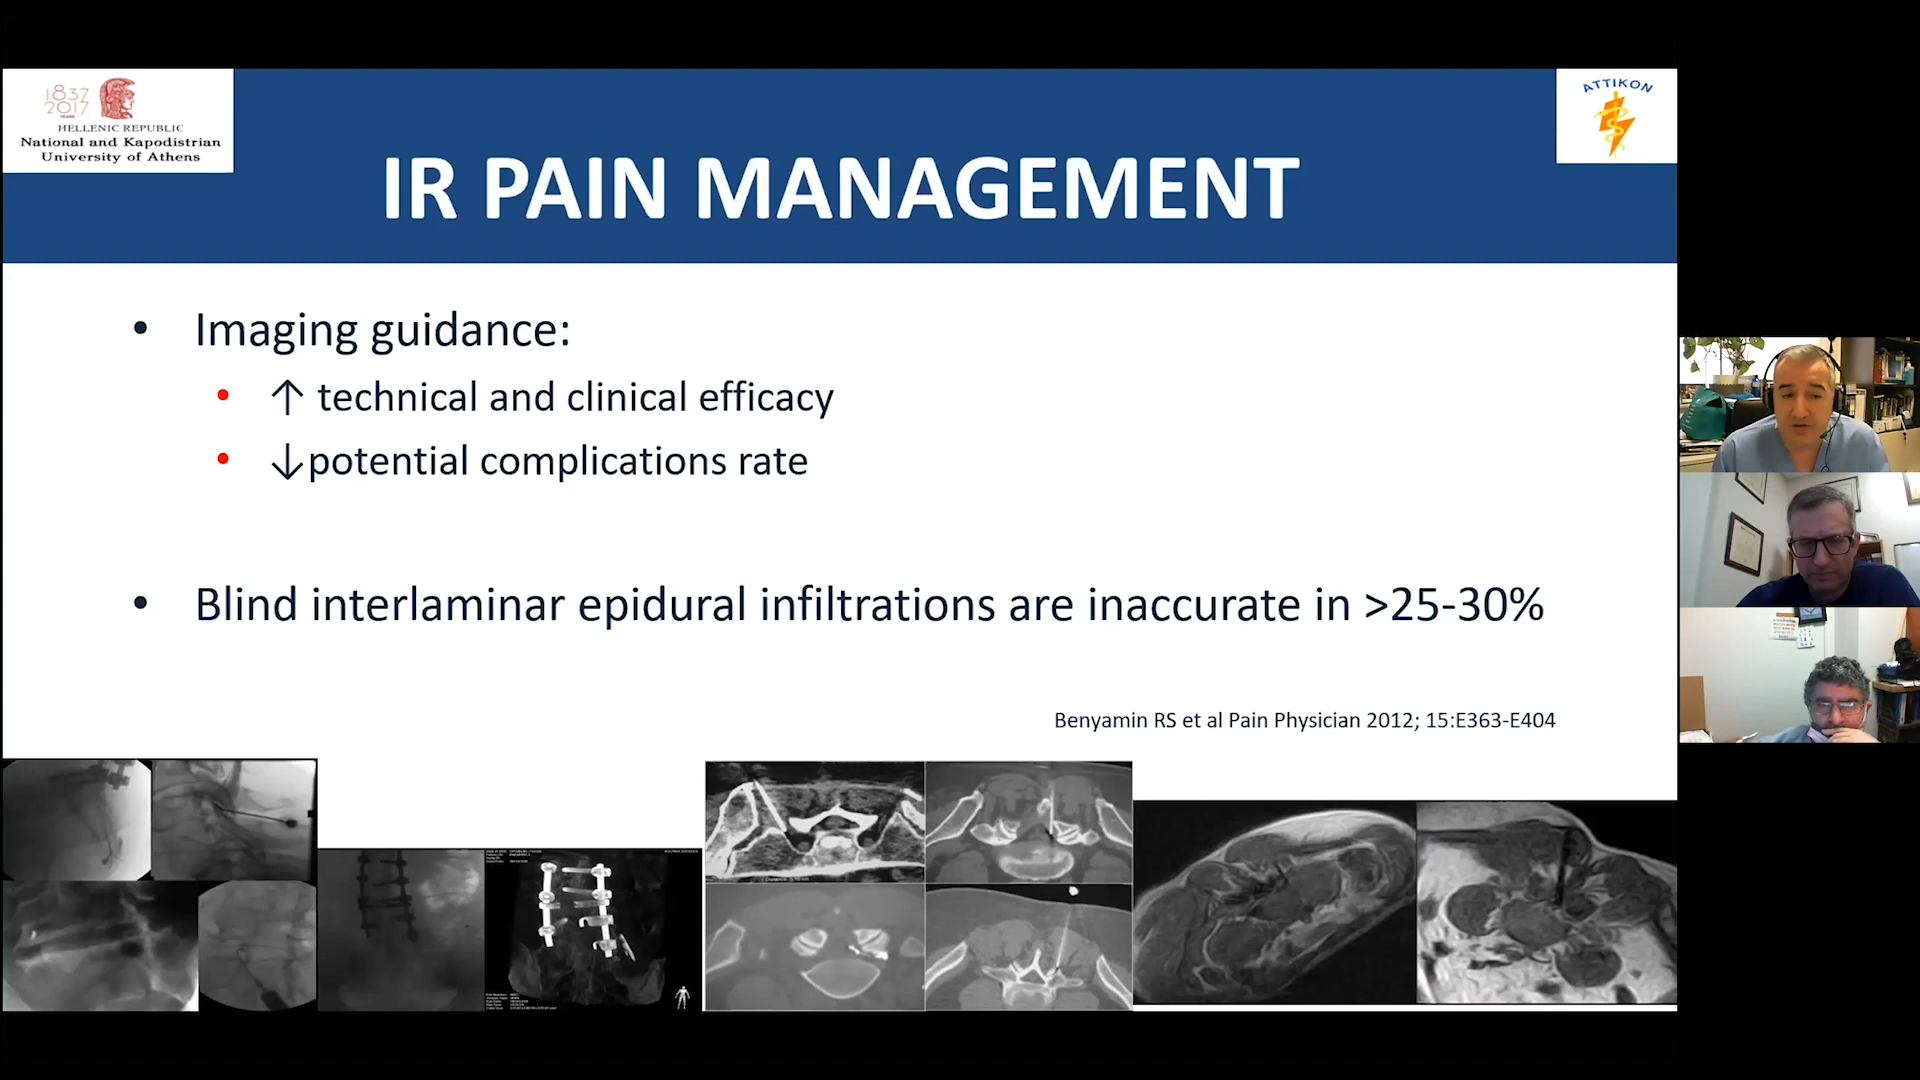 1837
2017
YEARS
HELLENIC REPUBLIC
National and Kapodistrian
University of Athens
ATTIKON
IR PAIN MANAGEMENT
• Imaging guidance:
• ↑ technical and clinical efficacy
• ↓potential complications rate
• Blind interlaminar epidural infiltrations are inaccurate in >25-30%
Benyamin RS et al Pain Physician 2012; 15:E363-E404